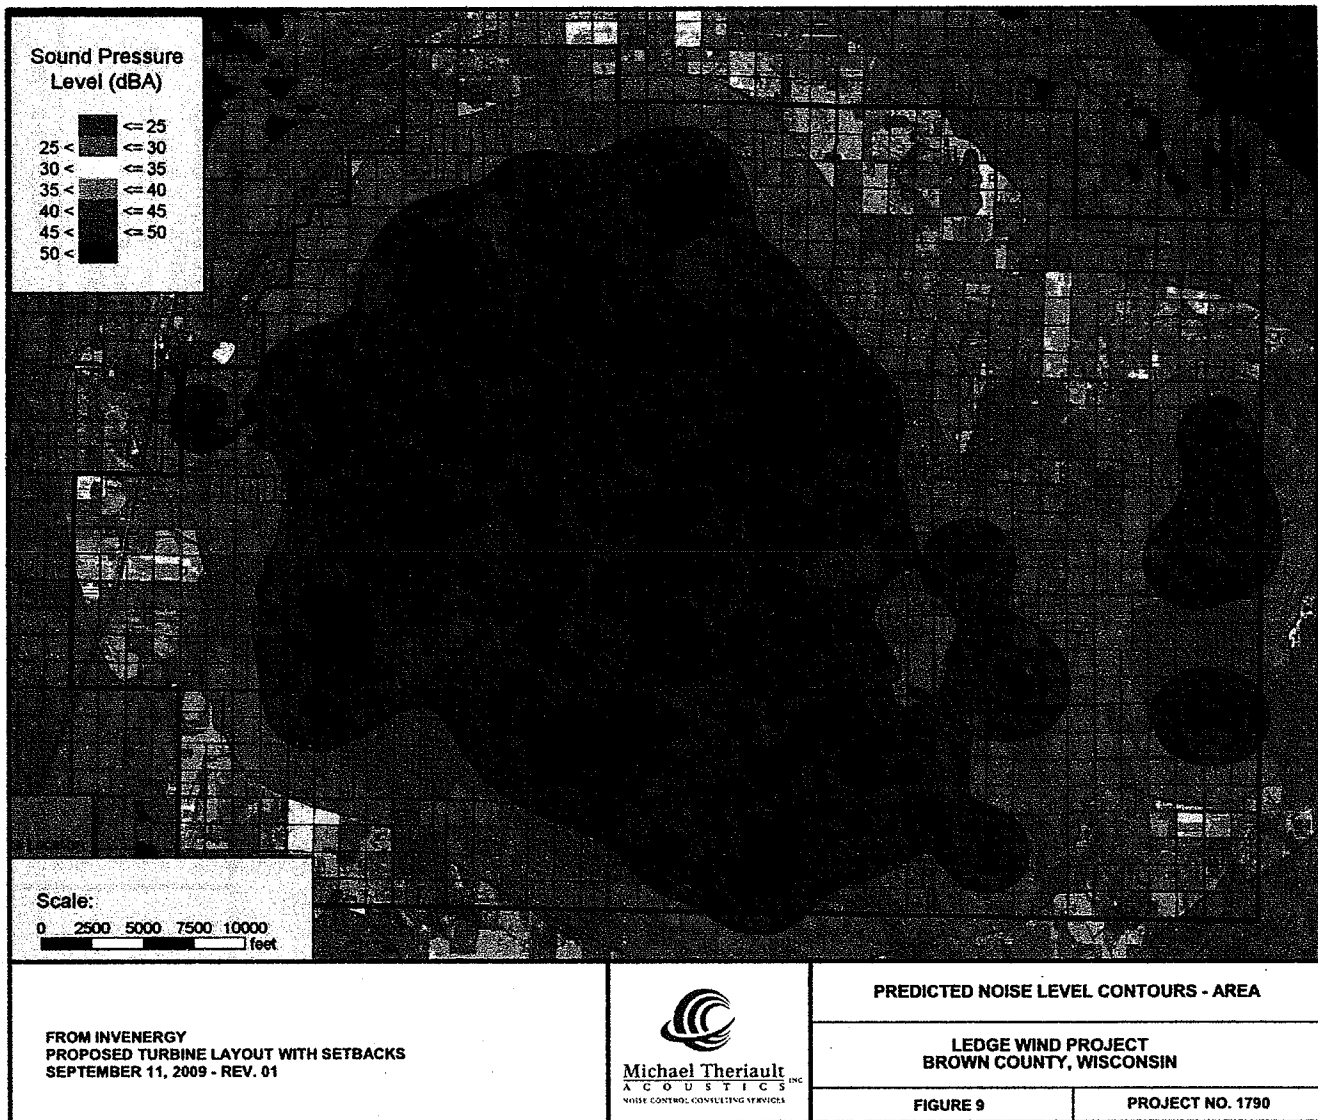 Sound Pressure
Level (dBA)
<= 25
25 < <= 30
30 < <= 35
35 < <= 40
40 < <= 45
45 < <= 50
50 <
Scale:
0 2500 5000 7500 10000
feet
FROM INVENERGY
PROPOSED TURBINE LAYOUT WITH SETBACKS
SEPTEMBER 11, 2009 - REV. 01
Michael Theriault
ACOUSTICS INC
NOISE CONTROL CONSULTING SERVICES
PREDICTED NOISE LEVEL CONTOURS - AREA
LEDGE WIND PROJECT
BROWN COUNTY, WISCONSIN
FIGURE 9
PROJECT NO. 1790